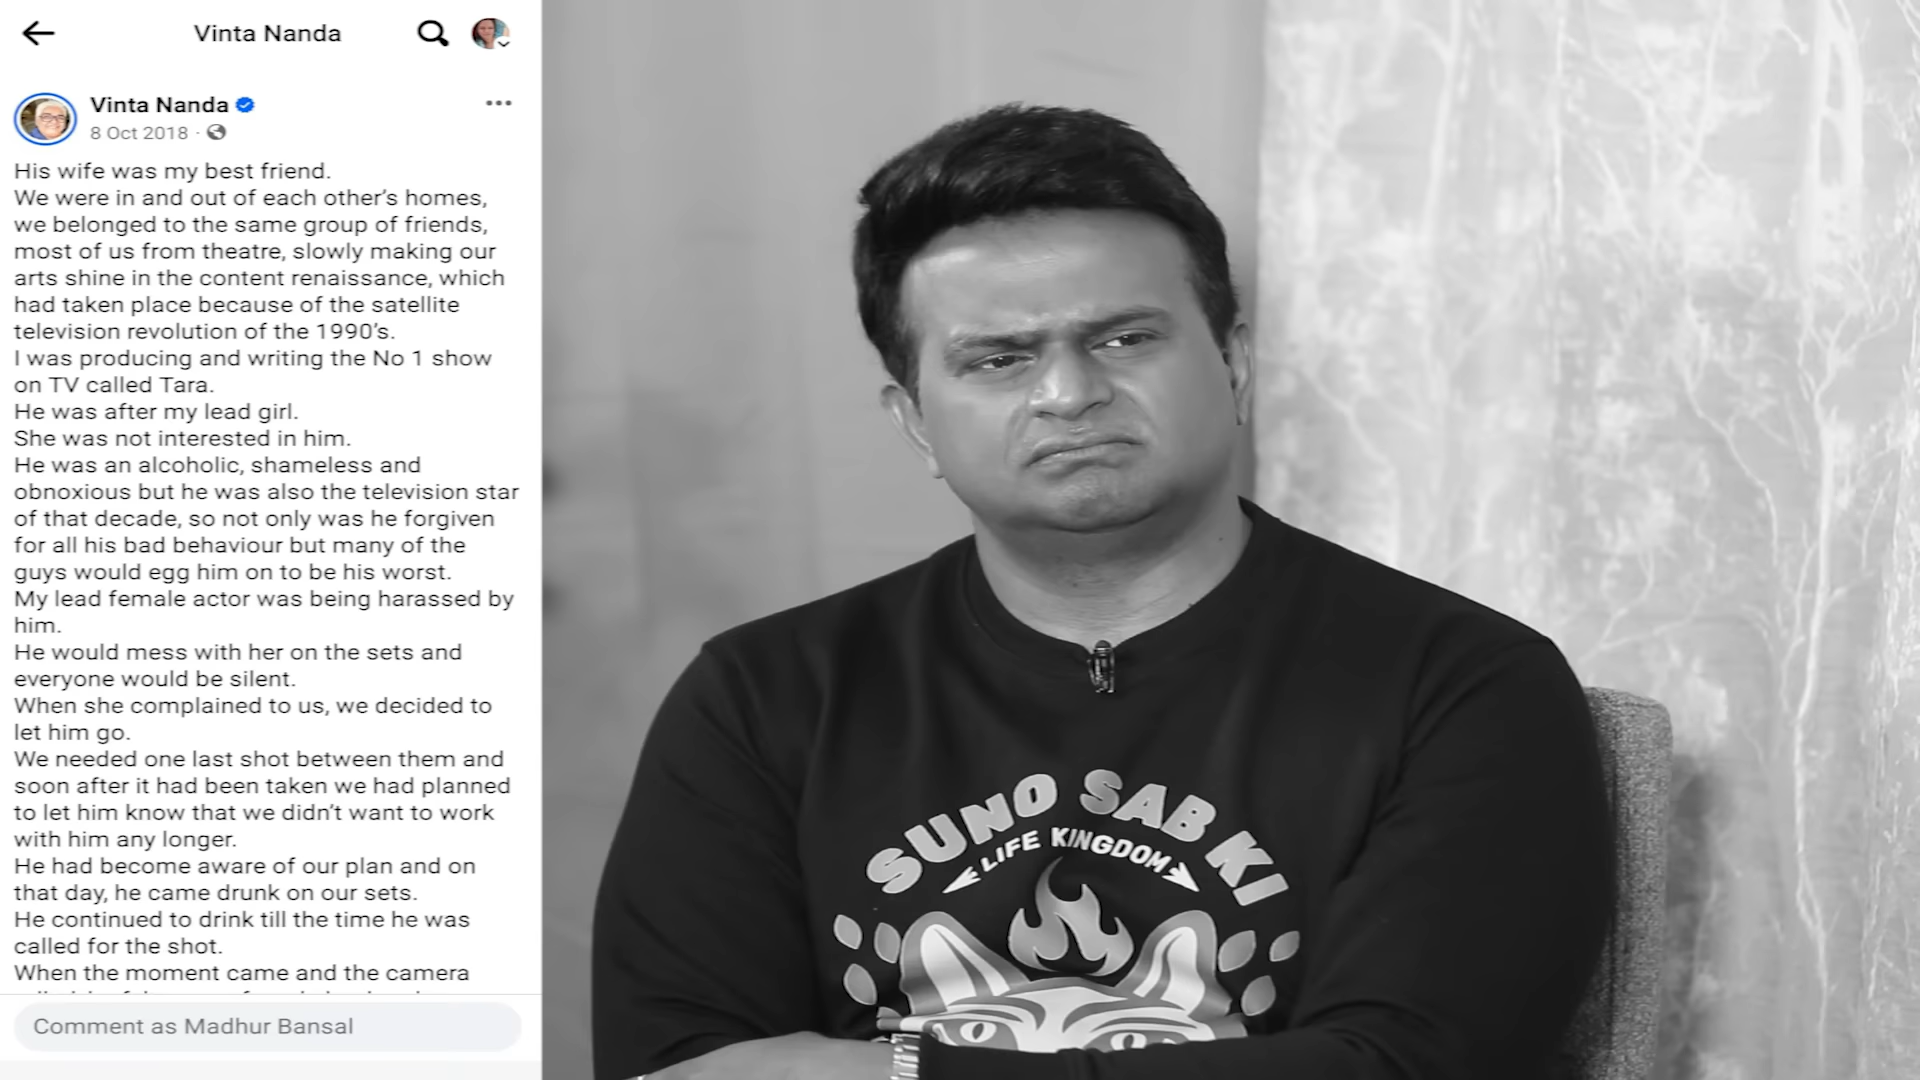 Vinta Nanda
Vinta Nanda
8 Oct 2018 ·
His wife was my best friend.
We were in and out of each other’s homes,
we belonged to the same group of friends,
most of us from theatre, slowly making our
arts shine in the content renaissance, which
had taken place because of the satellite
television revolution of the 1990’s.
I was producing and writing the No 1 show
on TV called Tara.
He was after my lead girl.
She was not interested in him.
He was an alcoholic, shameless and
obnoxious but he was also the television star
of that decade, so not only was he forgiven
for all his bad behaviour but many of the
guys would egg him on to be his worst.
My lead female actor was being harassed by
him.
He would mess with her on the sets and
everyone would be silent.
When she complained to us, we decided to
let him go.
We needed one last shot between them and
soon after it had been taken we had planned
to let him know that we didn’t want to work
with him any longer.
He had become aware of our plan and on
that day, he came drunk on our sets.
He continued to drink till the time he was
called for the shot.
When the moment came and the camera
Comment as Madhur Bansal
SUNO SAB KI
LIFE KINGDOM